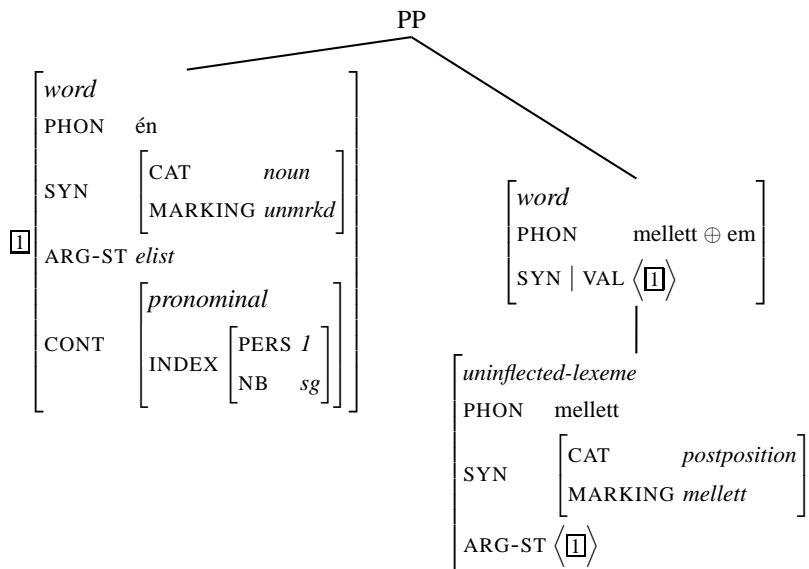 PP
word
PHON én
SYN
CAT noun
MARKING unmrkd
1
ARG-ST elist
CONT
pronominal
INDEX
PERS 1
NB sg
word
PHON mellett ⊕ em
SYN | VAL ⟨1⟩
uninflected-lexeme
PHON mellett
SYN
CAT postposition
MARKING mellett
ARG-ST ⟨1⟩